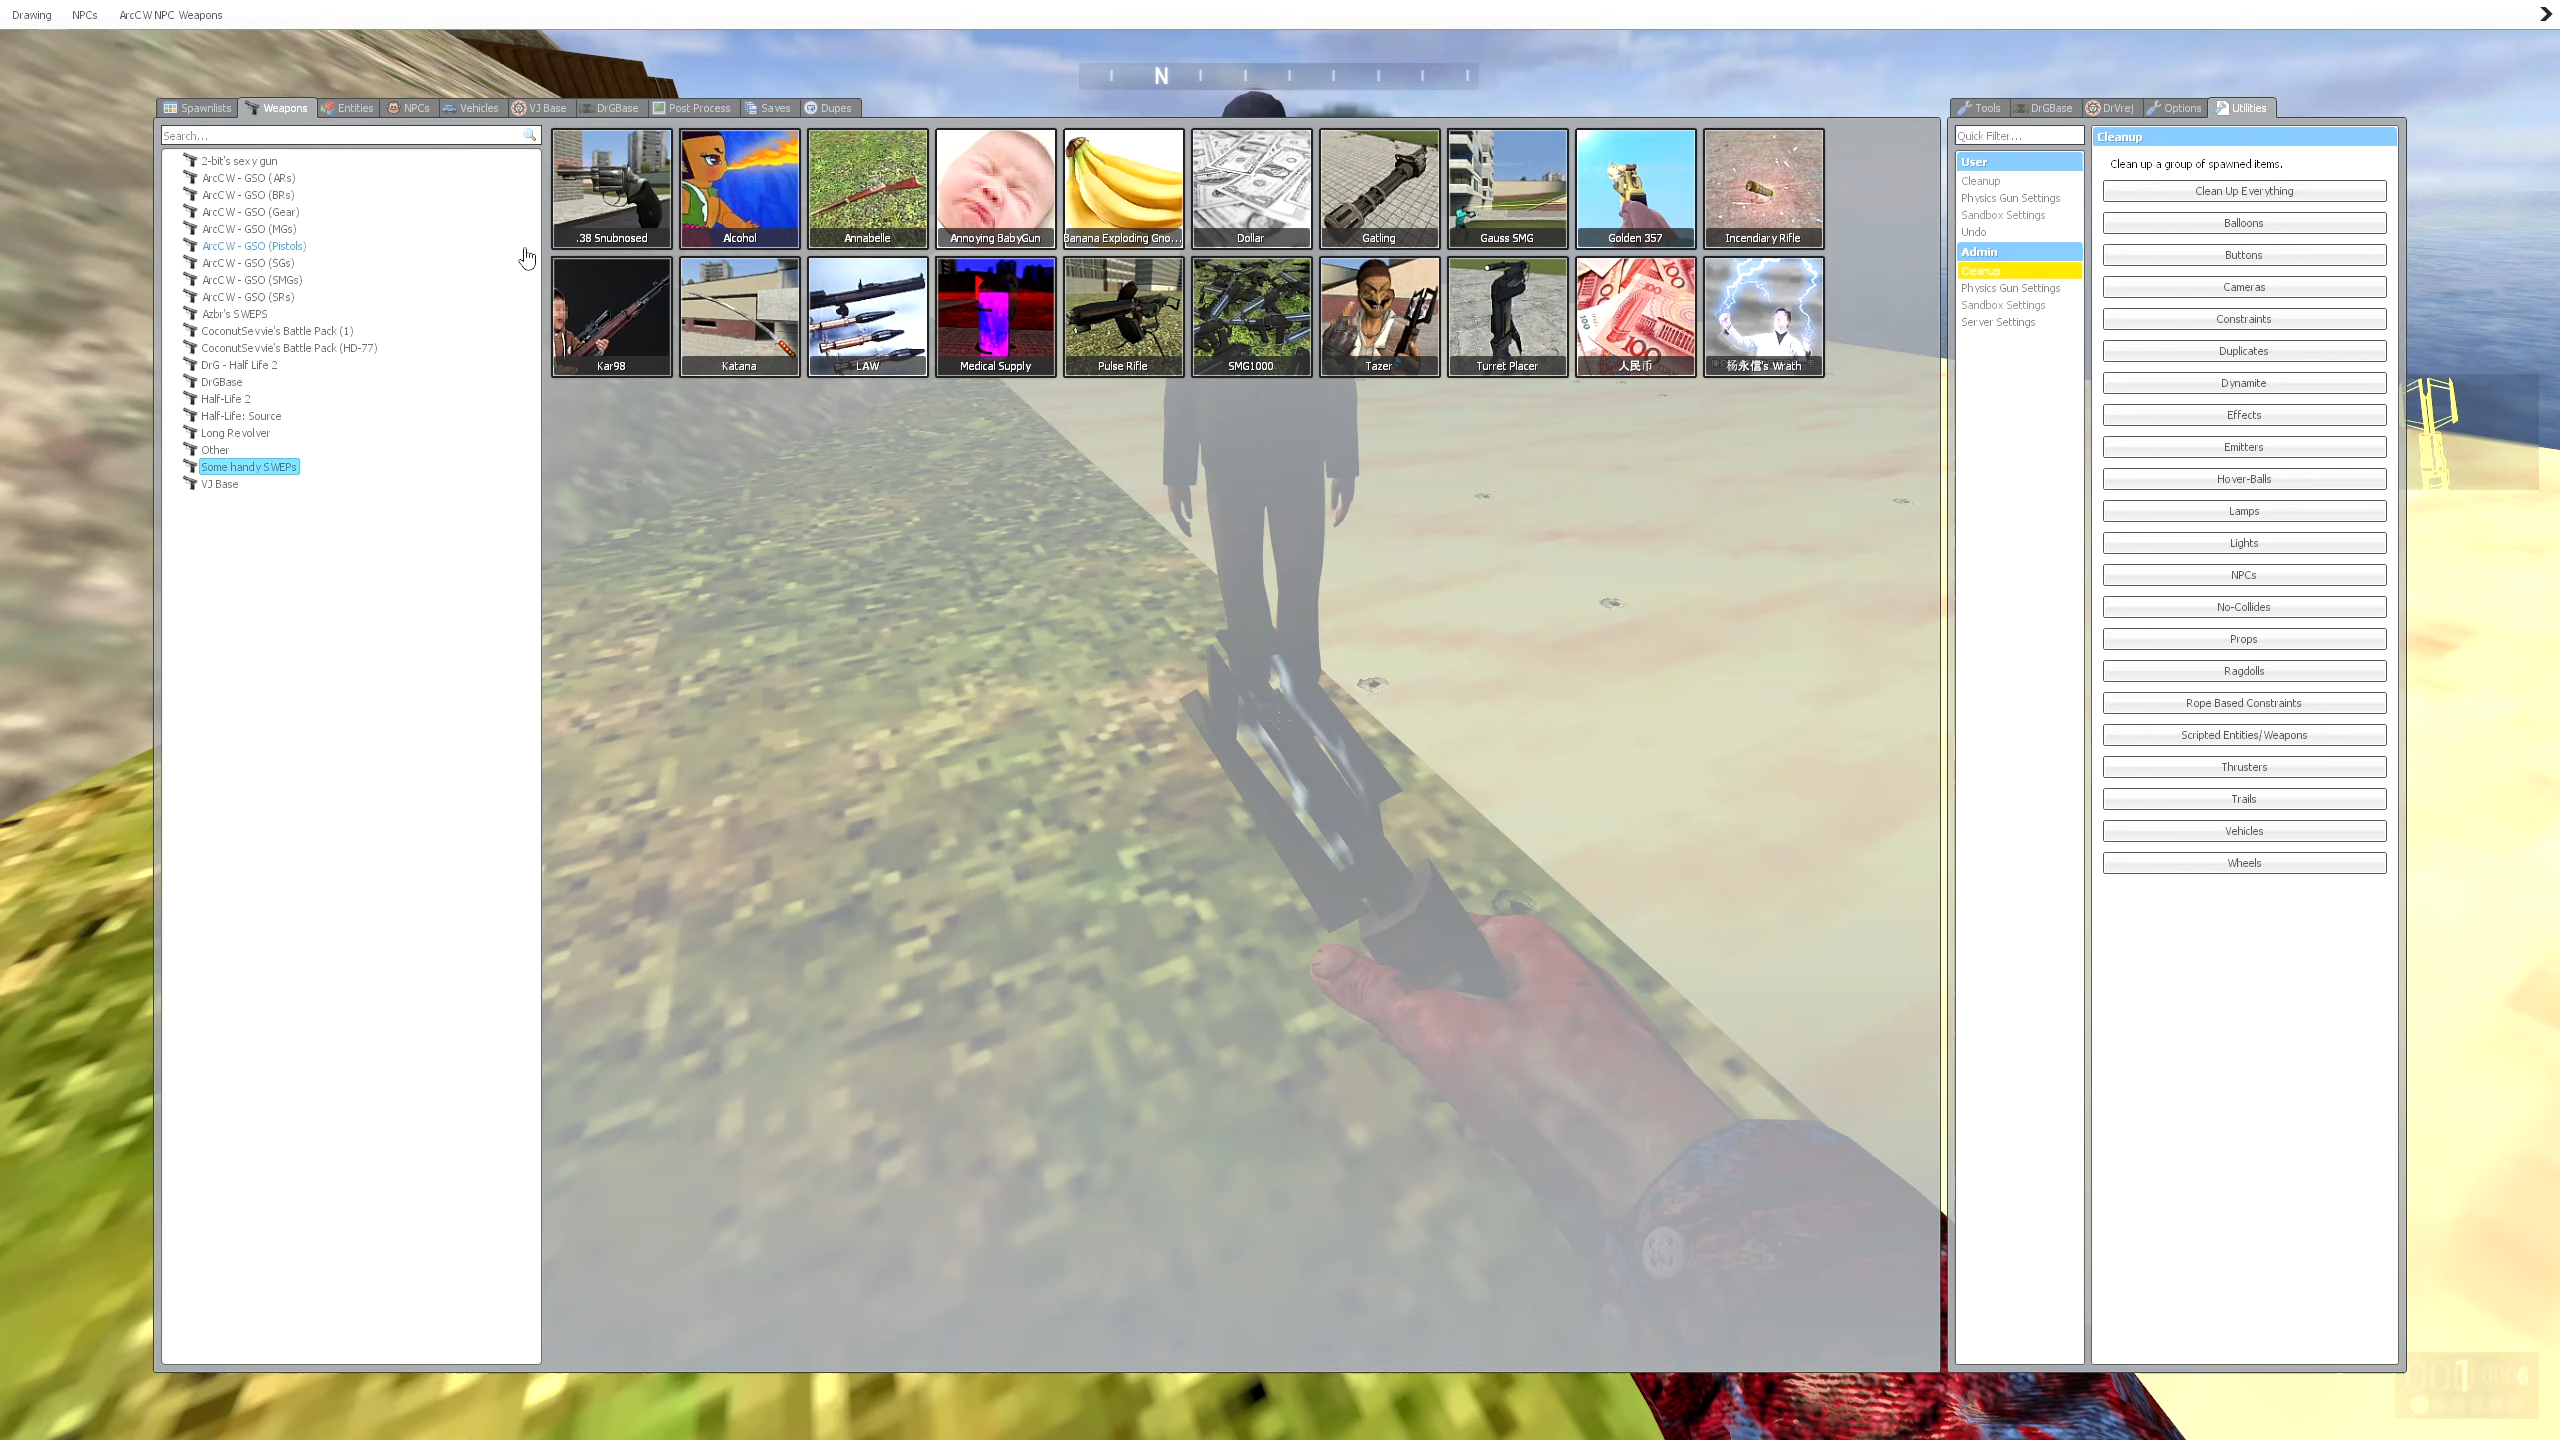 Drawing NPCs ArcCW NPC Weapons
N
Spawnlists Weapons Entities NPCs Vehicles VJ Base DrGBase Post Process Saves Dupes
Search...
2-bit's sexy gun
ArcCW - GSO (ARs)
ArcCW - GSO (BRs)
ArcCW - GSO (Gear)
ArcCW - GSO (MGs)
ArcCW - GSO (Pistols)
ArcCW - GSO (SGs)
ArcCW - GSO (SMGs)
ArcCW - GSO (SRs)
Azbr's SWEPS
CoconutSevvie's Battle Pack (1)
CoconutSevvie's Battle Pack (HD-77)
DrG - Half Life 2
DrGBase
Half-Life 2
Half-Life: Source
Long Revolver
Other
Some handy SWEPs
VJ Base
.38 Snubnosed
Alcohol
Annabelle
Annoying BabyGun
Banana Exploding Gno...
Dollar
Gatling
Gauss SMG
Golden 357
Incendiary Rifle
Kar98
Katana
LAW
Medical Supply
Pulse Rifle
SMG1000
Tazer
Turret Placer
人民币
杨永信's Wrath
Tools DrGBase DrVrej Options Utilities
Quick Filter...
User
Cleanup
Physics Gun Settings
Sandbox Settings
Undo
Admin
Cleanup
Physics Gun Settings
Sandbox Settings
Server Settings
Cleanup
Clean up a group of spawned items.
Clean Up Everything
Balloons
Buttons
Cameras
Constraints
Duplicates
Dynamite
Effects
Emitters
Hover-Balls
Lamps
Lights
NPCs
No-Collides
Props
Ragdolls
Rope Based Constraints
Scripted Entities/Weapons
Thrusters
Trails
Vehicles
Wheels